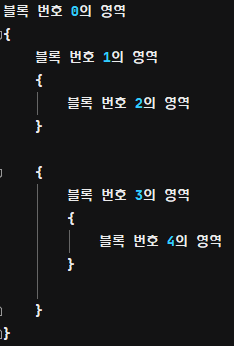 블록 번호 0의 영역
{
블록 번호 1의 영역
{
블록 번호 2의 영역
}
{
블록 번호 3의 영역
{
블록 번호 4의 영역
}
}
}